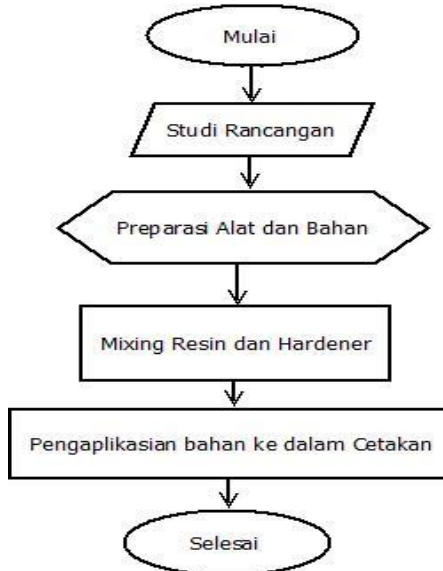 Mulai
Studi Rancangan
Preparasi Alat dan Bahan
Mixing Resin dan Hardener
Pengaplikasian bahan ke dalam Cetakan
Selesai